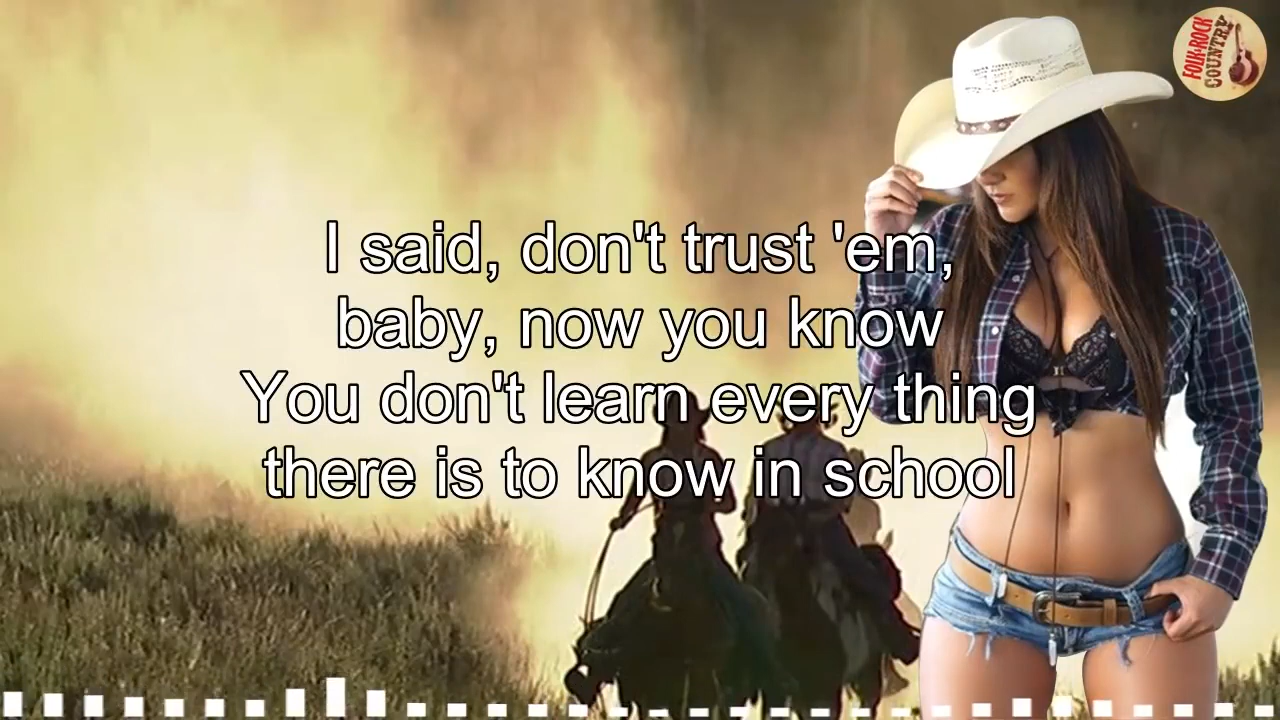 FOLK & ROCK
COUNTRY
I said, don't trust 'em,
baby, now you know
You don't learn every thing
there is to know in school